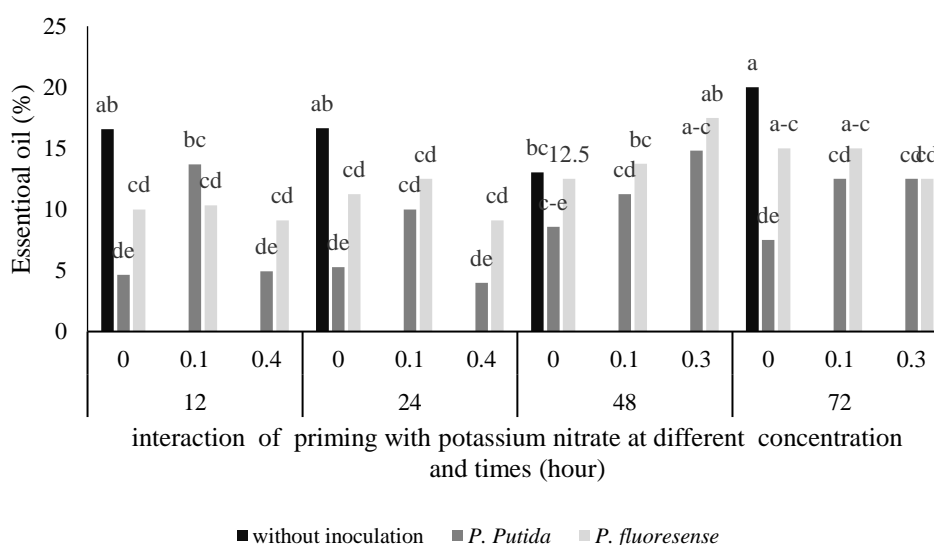 25
20
15
10
5
0
Essentioal oil (%)
ab de cd bc cd de cd
ab de cd cd cd de cd
bc c-e 12.5 cd bc a-c ab
a de a-c cd a-c cd cd
0 0.1 0.4 0 0.1 0.4 0 0.1 0.3 0 0.1 0.3
12 24 48 72
interaction of priming with potassium nitrate at different concentration
and times (hour)
without inoculation P. Putida P. fluoresense